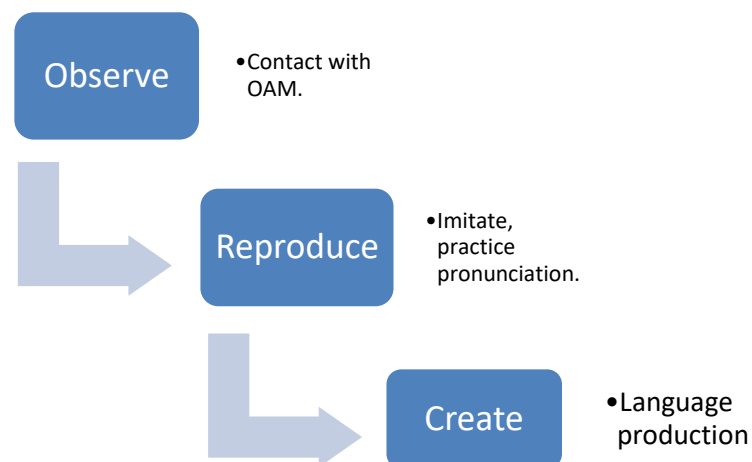 Observe
•Contact with
OAM.
Reproduce
•Imitate,
practice
pronunciation.
Create
•Language
production